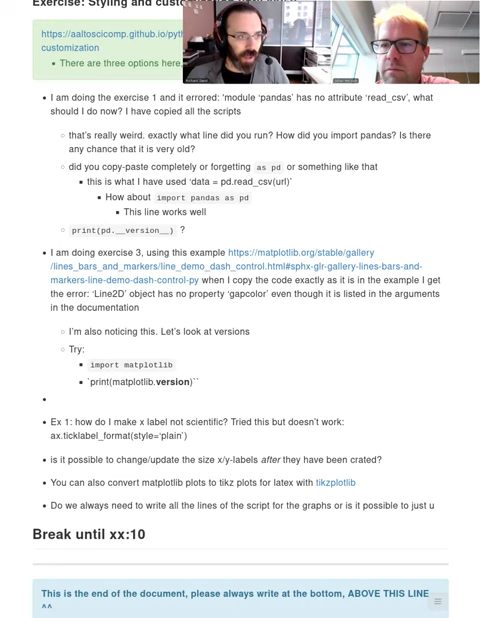 Exercise: Styling and
https://aaltoscicomp.github.io/
customization
There are three options here
I am doing the exercise 1 and it errored: ‘module ‘pandas’ has no attribute ‘read_csv’, what
should I do now? I have copied all the scripts
that’s really weird. exactly what line did you run? How did you import pandas? Is there
any chance that it is very old?
did you copy-paste completely or forgetting as pd or something like that
this is what I have used ‘data = pd.read_csv(url)’
How about import pandas as pd
This line works well
print(pd.__version__) ?
I am doing exercise 3, using this example https://matplotlib.org/stable/gallery
/lines_bars_and_markers/line_demo_dash_control.html#sphx-glr-gallery-lines-bars-and-
markers-line-demo-dash-control-py when I copy the code exactly as it is in the example I get
the error: ‘Line2D’ object has no property ‘gapcolor’ even though it is listed in the arguments
in the documentation
I’m also noticing this. Let’s look at versions
Try:
import matplotlib
`print(matplotlib.version)``
Ex 1: how do I make x label not scientific? Tried this but doesn’t work:
ax.ticklabel_format(style=‘plain’)
is it possible to change/update the size x/y-labels after they have been crated?
You can also convert matplotlib plots to tikz plots for latex with tikzplotlib
Do we always need to write all the lines of the script for the graphs or is it possible to just u
Break until xx:10
This is the end of the document, please always write at the bottom, ABOVE THIS LINE
^^